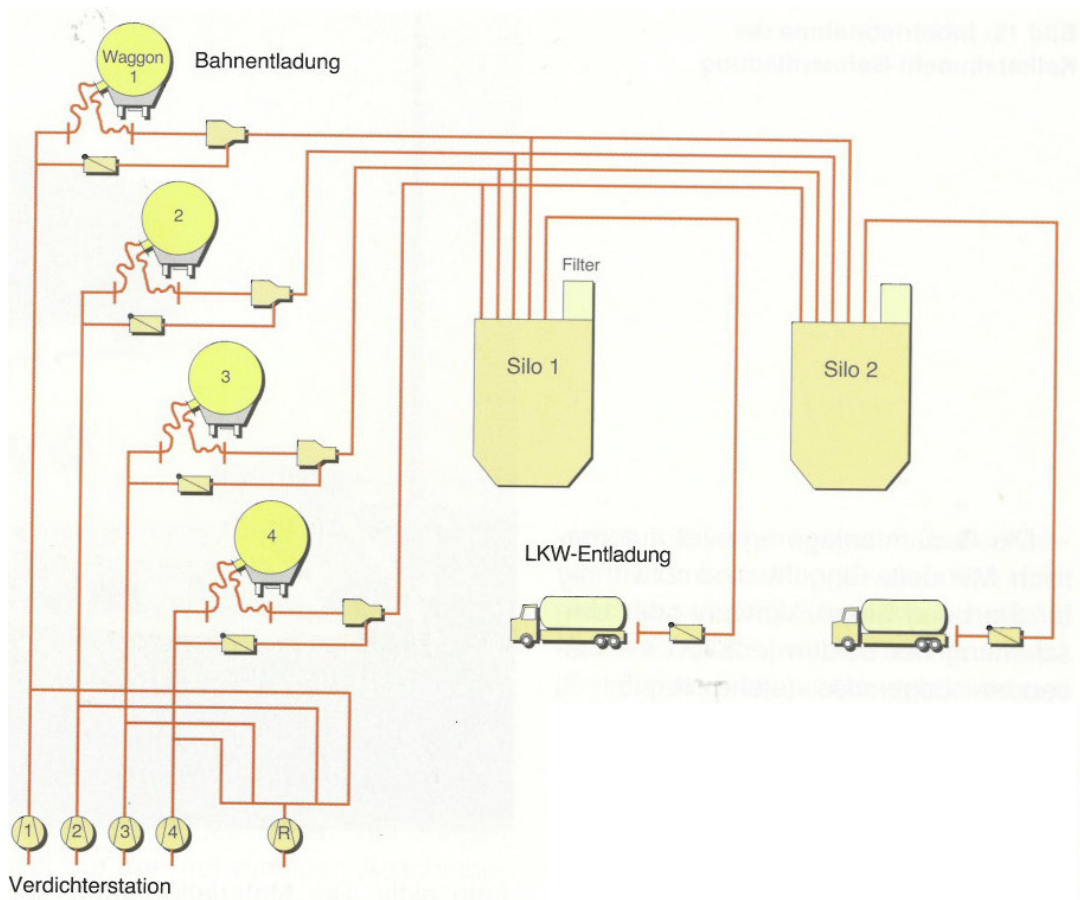 Waggon
1
Bahnentladung
2
Filter
3
Silo 1
Silo 2
4
LKW-Entladung
1 2 3 4 R
Verdichterstation